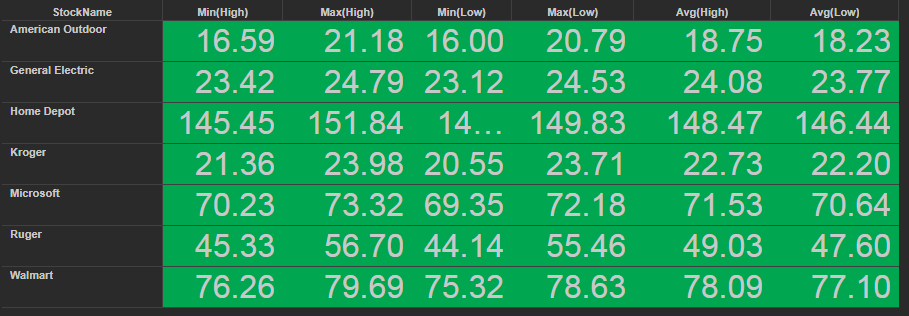 StockName Min(High) Max(High) Min(Low) Max(Low) Avg(High) Avg(Low)
American Outdoor 16.59 21.18 16.00 20.79 18.75 18.23
General Electric 23.42 24.79 23.12 24.53 24.08 23.77
Home Depot 145.45 151.84 14... 149.83 148.47 146.44
Kroger 21.36 23.98 20.55 23.71 22.73 22.20
Microsoft 70.23 73.32 69.35 72.18 71.53 70.64
Ruger 45.33 56.70 44.14 55.46 49.03 47.60
Walmart 76.26 79.69 75.32 78.63 78.09 77.10